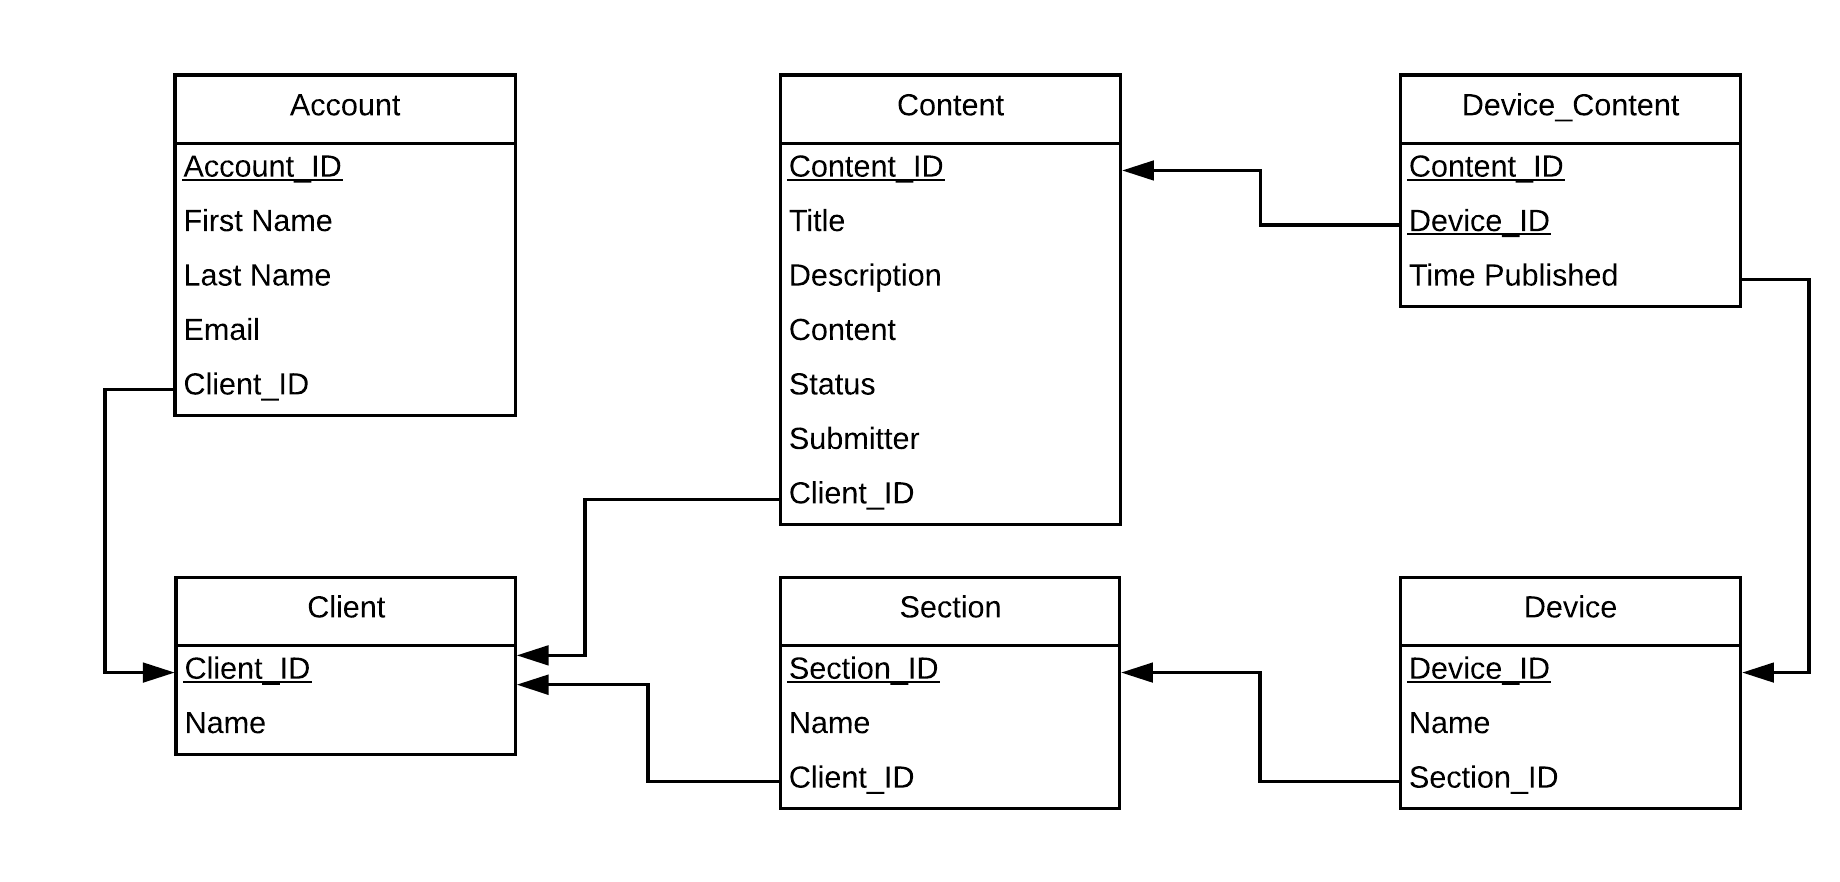 Account
Account_ID
First Name
Last Name
Email
Client_ID
Content
Content_ID
Title
Description
Content
Status
Submitter
Client_ID
Device_Content
Content_ID
Device_ID
Time Published
Client
Client_ID
Name
Section
Section_ID
Name
Client_ID
Device
Device_ID
Name
Section_ID